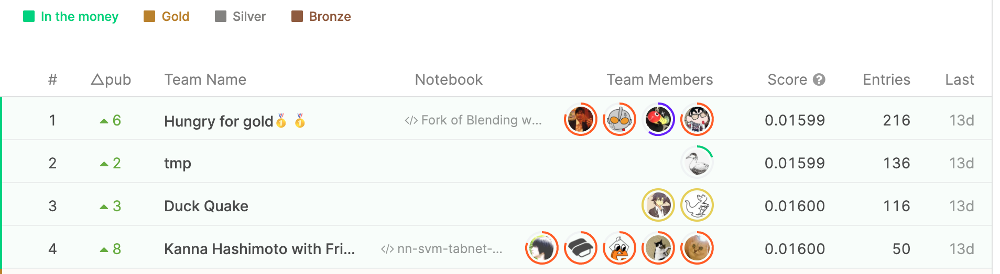 In the money Gold Silver Bronze
# △pub Team Name Notebook Team Members Score ? Entries Last
1 ▲ 6 Hungry for gold🥇 🥇 </> Fork of Blending w... 0.01599 216 13d
2 ▲ 2 tmp 0.01599 136 13d
3 ▲ 3 Duck Quake 0.01600 116 13d
4 ▲ 8 Kanna Hashimoto with Fri... </> nn-svm-tabnet-... 0.01600 50 13d